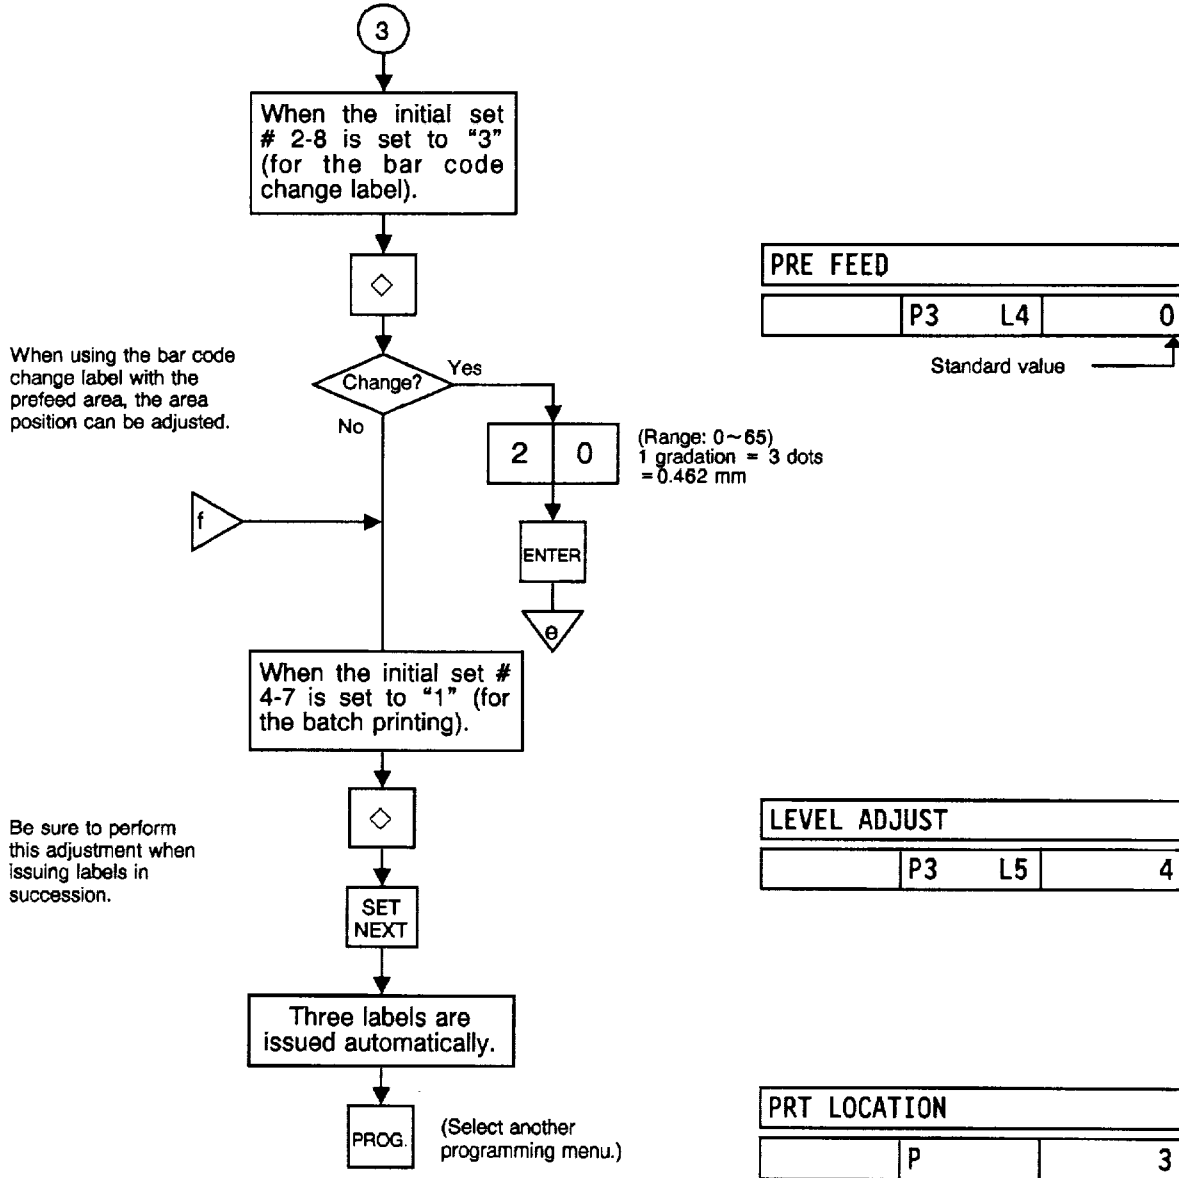 3
When the initial set
# 2-8 is set to “3”
(for the bar code
change label).
PRE FEED
P3 L4 0
Standard value
When using the bar code
change label with the
prefeed area, the area
position can be adjusted.
Change?
Yes
No
2 0
(Range: 0~65)
1 gradation = 3 dots
=0.462 mm
f
ENTER
e
When the initial set #
4-7 is set to “1” (for
the batch printing).
Be sure to perform
this adjustment when
issuing labels in
succession.
LEVEL ADJUST
P3 L5 4
SET
NEXT
Three labels are
issued automatically.
PROG.
(Select another
programming menu.)
PRT LOCATION
P 3